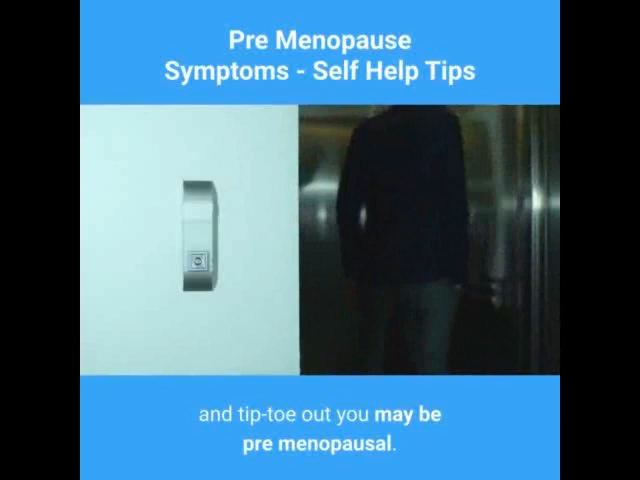 Pre Menopause
Symptoms - Self Help Tips
and tip-toe out you may be
pre menopausal.